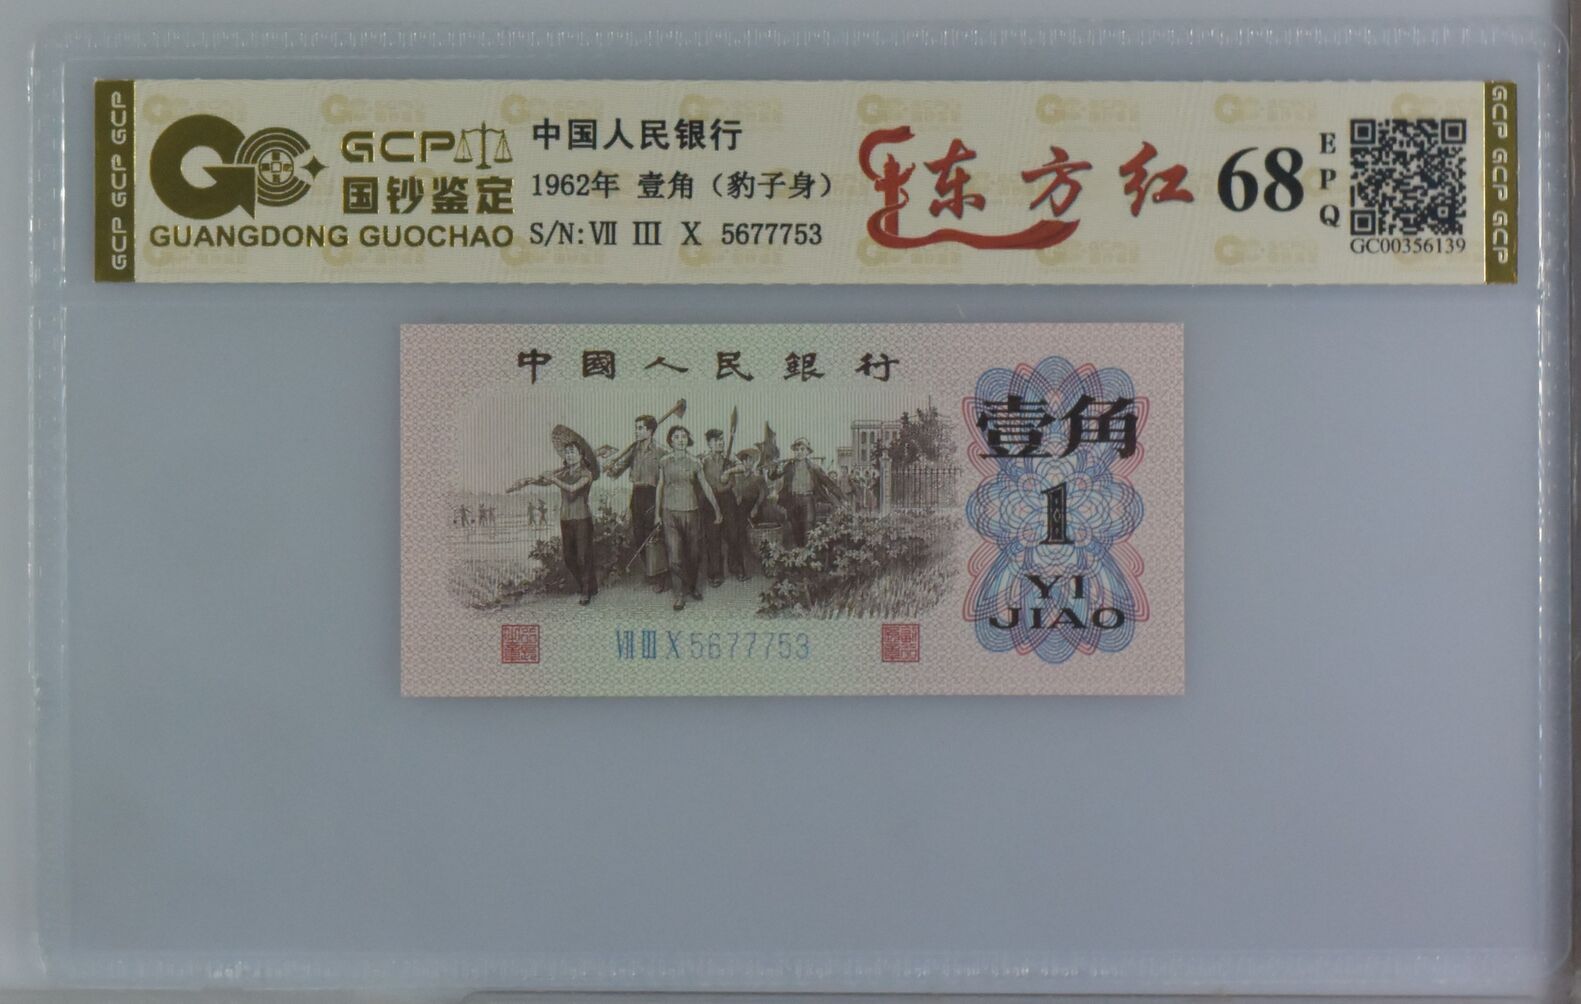 GCP GCP GCP
GCP
国钞鉴定
GUANGDONG GUOCHAO
中国人民银行
1962年 壹角（豹子身）
S/N: Ⅶ Ⅲ X 5677753
东方红
68
EPQ
GC00356139
GCP GCP GCP
中國人民銀行
壹角
1
YI
JIAO
Ⅶ Ⅲ X 5677753